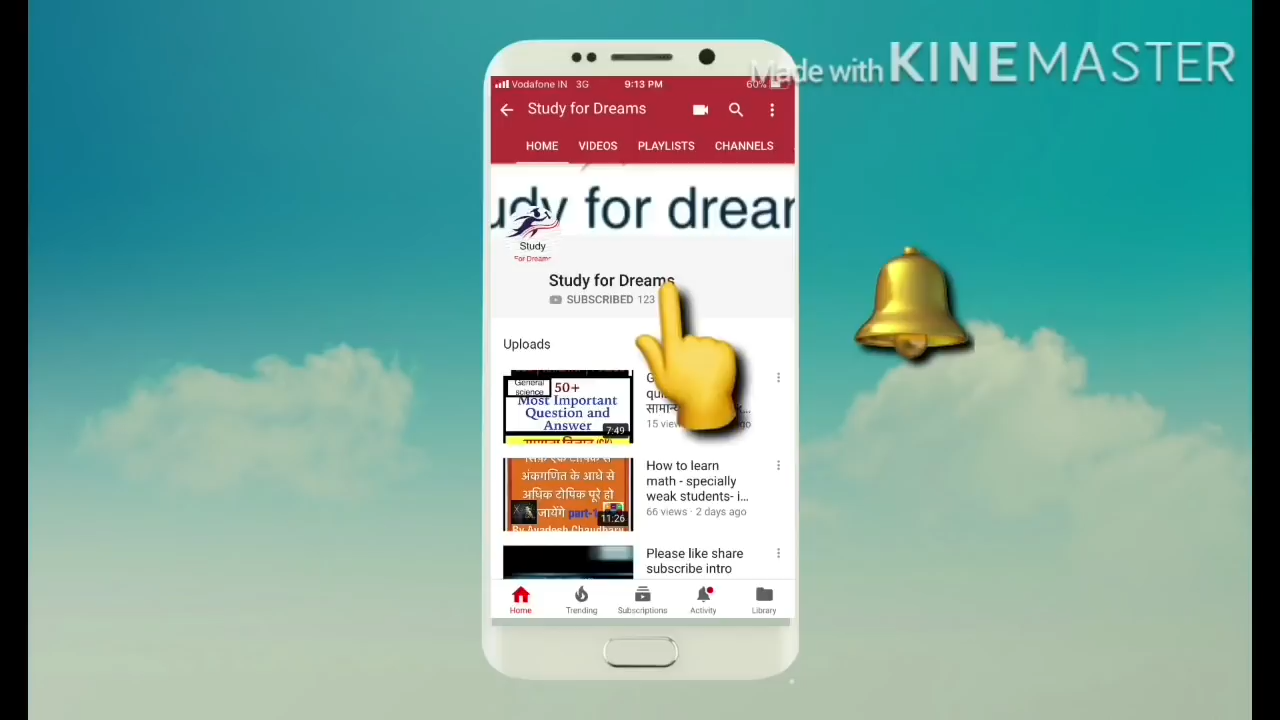 Made with KINEMASTER
Vodafone IN 3G 9:13 PM 60%
Study for Dreams
HOME VIDEOS PLAYLISTS CHANNELS
for
Study
For Dreams
Study for Dreams
SUBSCRIBED 123
Uploads
General
science
50+
Most Important
Question and
Answer
7:49
15
सिर्फ एक टॉपिक से
अंकगणित के आधे से
अधिक टोपिक पूरे हो
जायेंगे part-1
11:26
How to learn
math - specially
weak students- i...
66 views · 2 days ago
Please like share
subscribe intro
Home Trending Subscriptions Activity Library